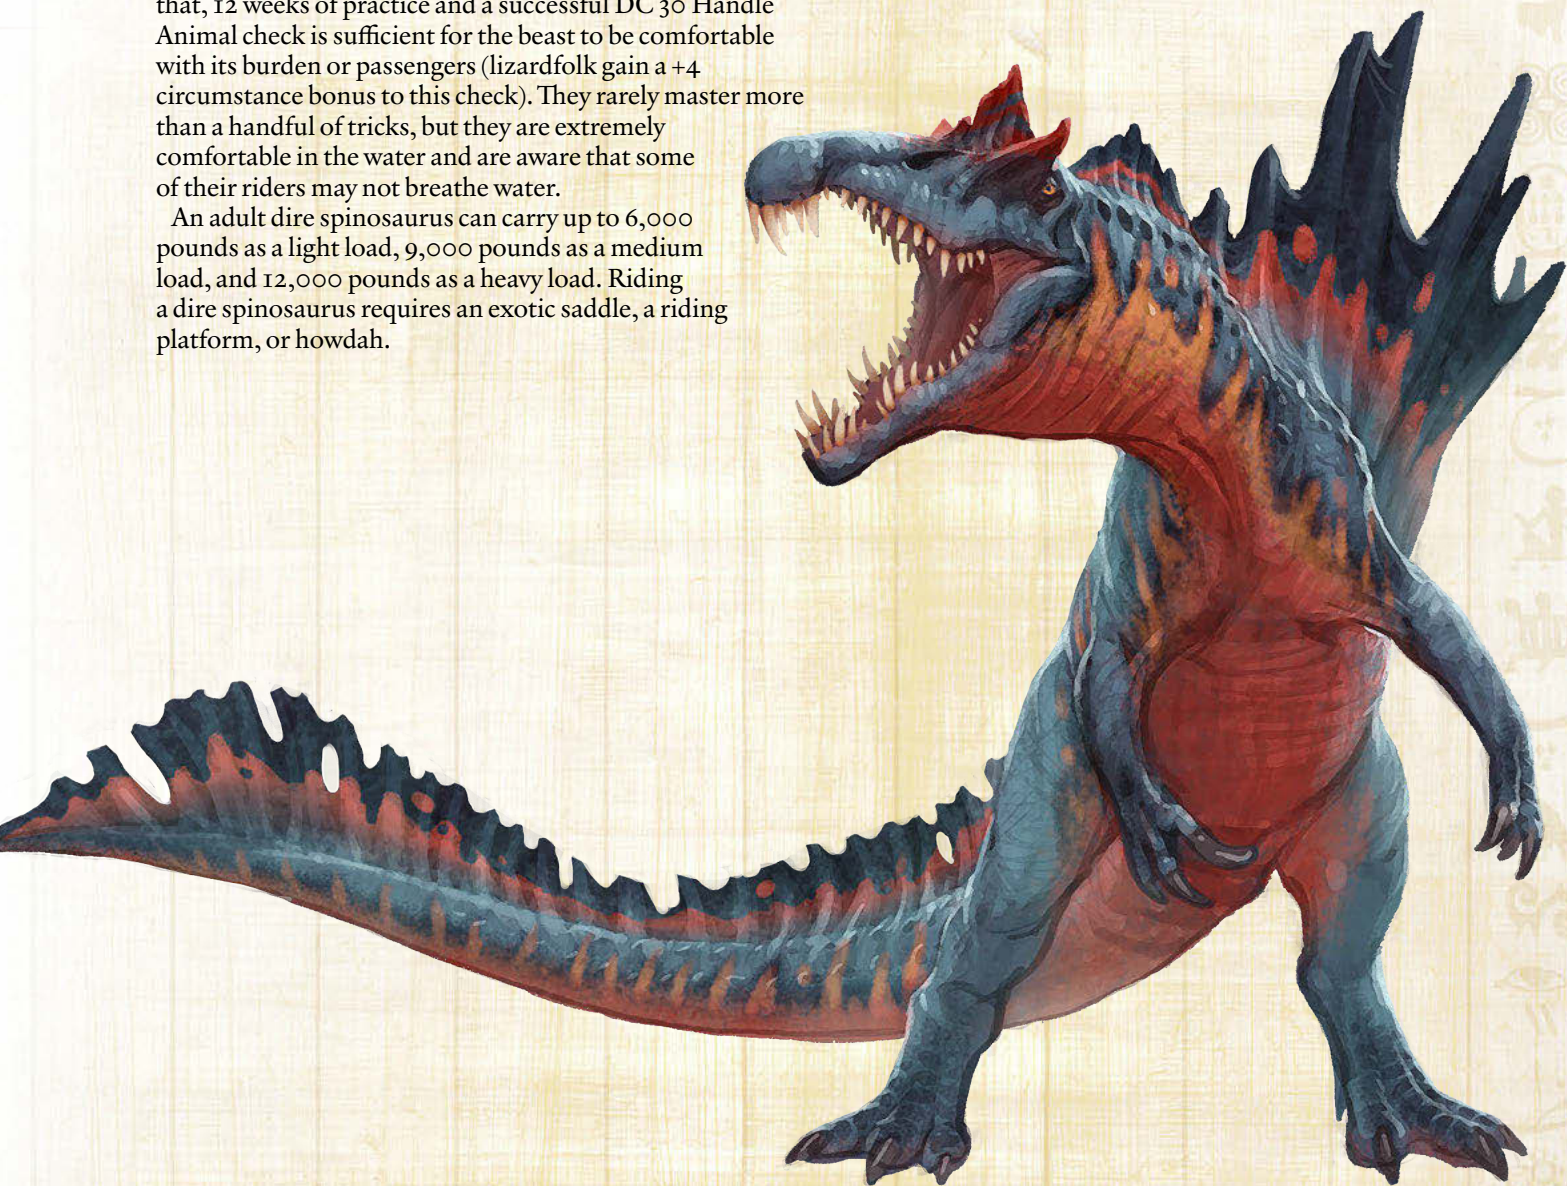 that, 12 weeks of practice and a successful DC 30 Handle
Animal check is sufficient for the beast to be comfortable
with its burden or passengers (lizardfolk gain a +4
circumstance bonus to this check). They rarely master more
than a handful of tricks, but they are extremely
comfortable in the water and are aware that some
of their riders may not breathe water.
An adult dire spinosaurus can carry up to 6,000
pounds as a light load, 9,000 pounds as a medium
load, and 12,000 pounds as a heavy load. Riding
a dire spinosaurus requires an exotic saddle, a riding
platform, or howdah.